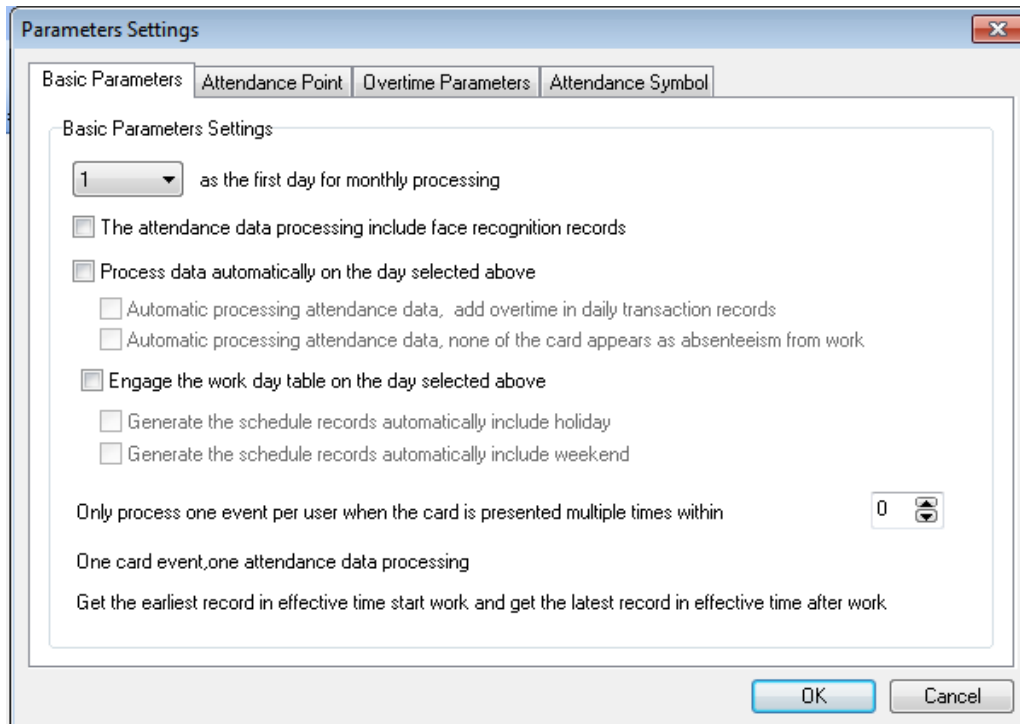 Parameters Settings
Basic Parameters Attendance Point Overtime Parameters Attendance Symbol
Basic Parameters Settings
1 as the first day for monthly processing
The attendance data processing include face recognition records
Process data automatically on the day selected above
Automatic processing attendance data,  add overtime in daily transaction records
Automatic processing attendance data, none of the card appears as absenteeism from work
Engage the work day table on the day selected above
Generate the schedule records automatically include holiday
Generate the schedule records automatically include weekend
Only process one event per user when the card is presented multiple times within 0
One card event,one attendance data processing
Get the earliest record in effective time start work and get the latest record in effective time after work
OK Cancel